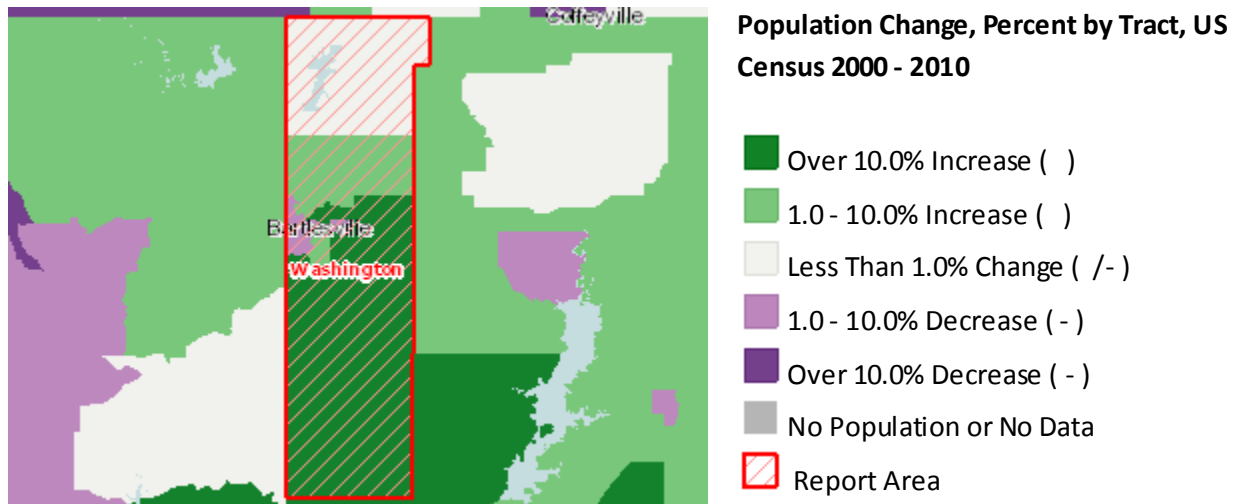 Coffeyville
Bartlesville
Washington
Population Change, Percent by Tract, US
Census 2000 - 2010
Over 10.0% Increase ( )
1.0 - 10.0% Increase ( )
Less Than 1.0% Change ( /- )
1.0 - 10.0% Decrease ( - )
Over 10.0% Decrease ( - )
No Population or No Data
Report Area